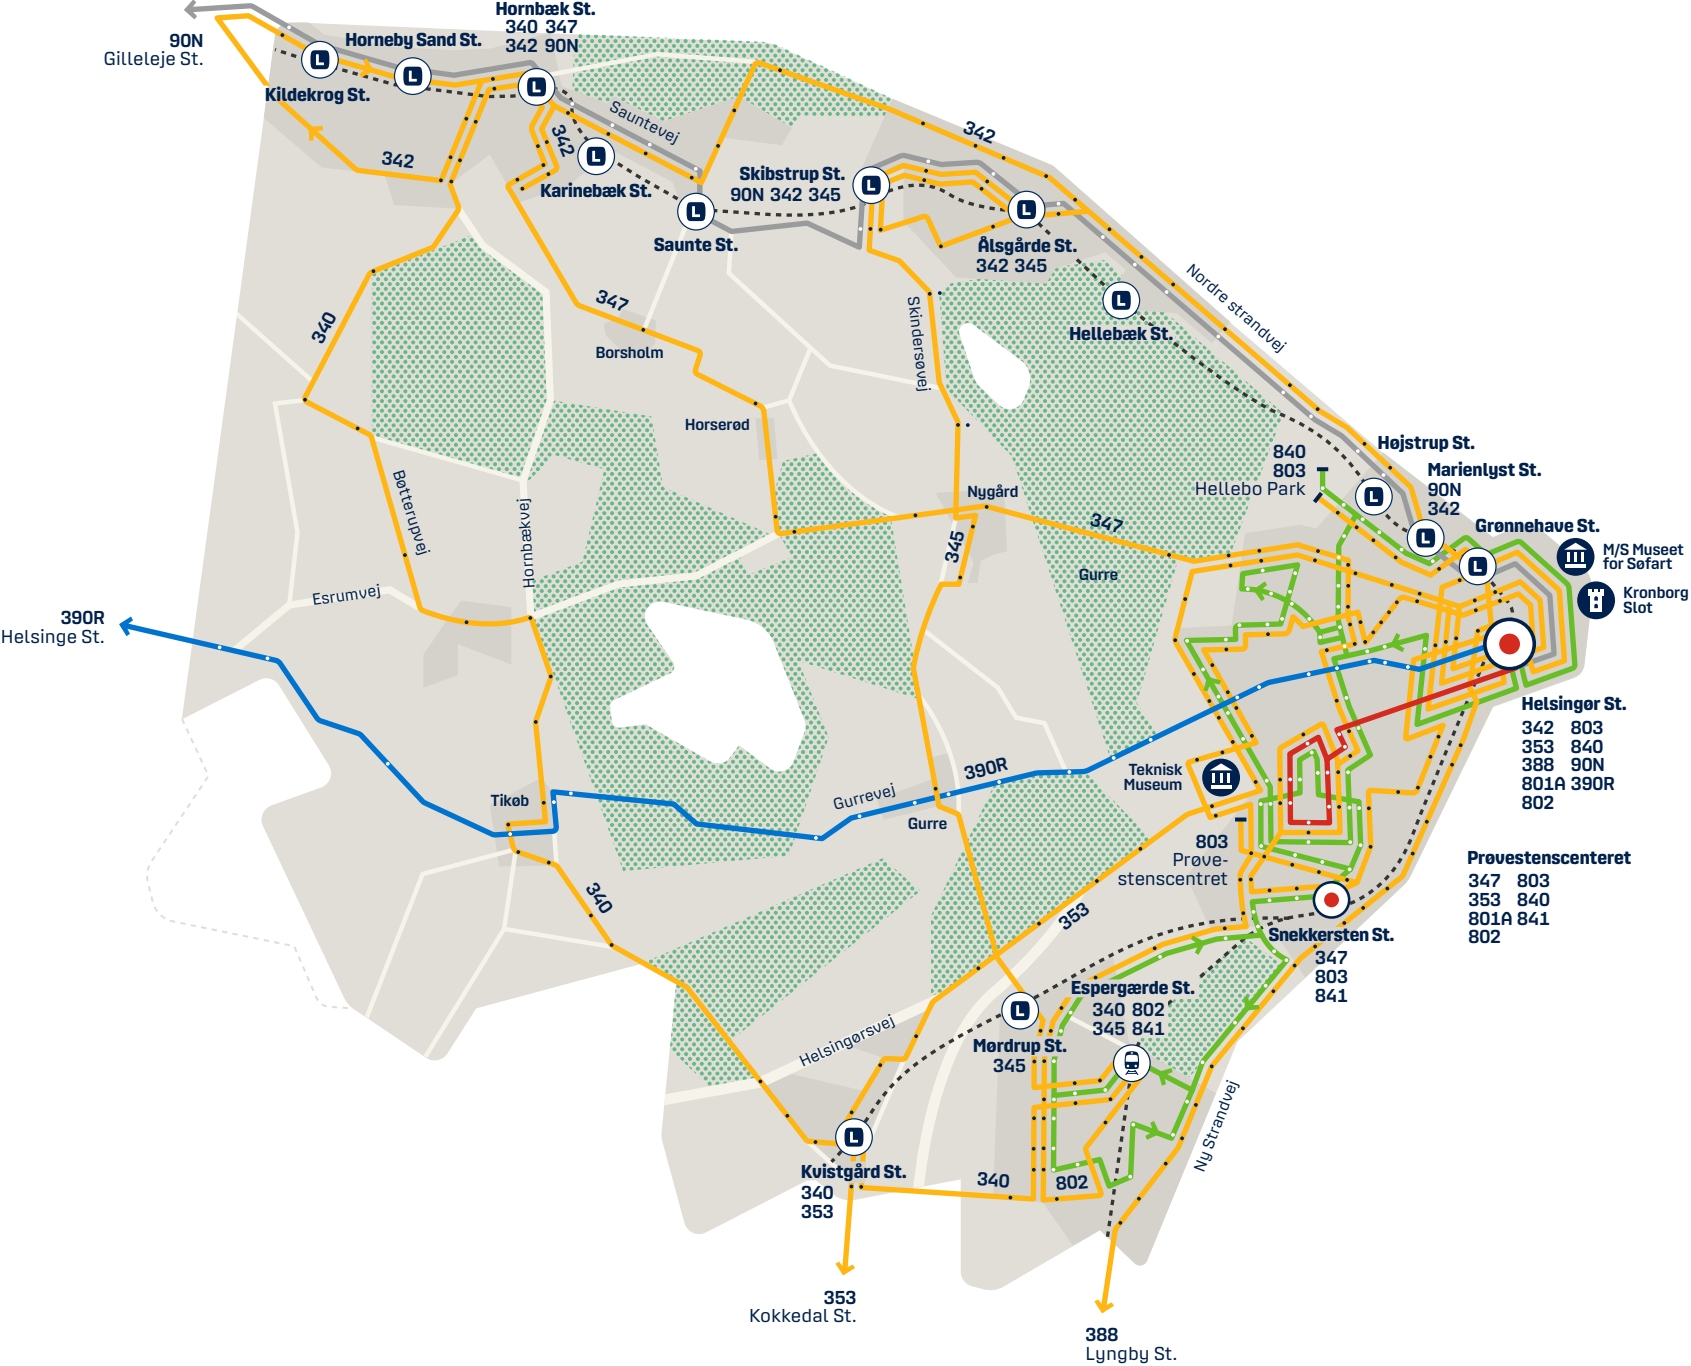 90N
Gilleleje St.
Hornbæk St.
340 347
342 90N
Horneby Sand St.
Kildekrog St.
L
L
L
342
342
Sauntevej
L
Karinebæk St.
L
Saunte St.
Skibstrup St.
90N 342 345
L
342
L
Ålsgårde St.
342 345
L
Hellebæk St.
Nordre strandvej
340
347
Borsholm
Skindersøvej
Horserød
Nygård
347
345
Gurre
Bøtterupvej
Hornbækvej
Esrumvej
390R
Helsinge St.
840
803
Hellebo Park
Højstrup St.
L
Marienlyst St.
90N
342
L
Grønnehave St.
L
M/S Museet
for Søfart
Kronborg
Slot
Helsingør St.
342 803
353 840
388 90N
801A 390R
802
Teknisk
Museum
390R
Gurrevej
Gurre
Tikøb
803
Prøve-
stenscentret
Prøvestenscenteret
347 803
353 840
801A 841
802
340
353
Snekkersten St.
347
803
841
Espergærde St.
340 802
345 841
L
Mørdrup St.
345
Helsingørsvej
L
Kvistgård St.
340
353
340
802
Ny Strandvej
353
Kokkedal St.
388
Lyngby St.